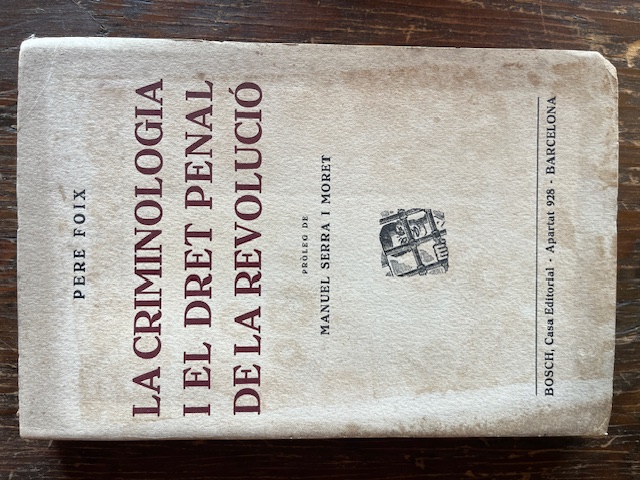 PERE FOIX
LA CRIMINOLOGIA
I EL DRET PENAL
DE LA REVOLUCIÓ
PRÒLEG DE
MANUEL SERRA I MORET
BOSCH, Casa Editorial · Apartat 928 · BARCELONA